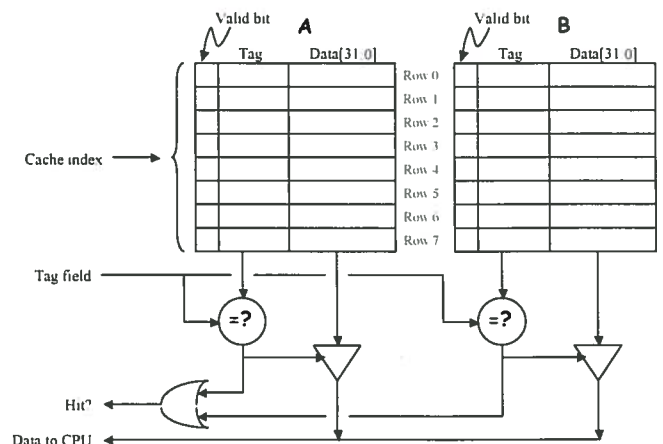 Valid bit A Valid bit B
Tag Data[31:0] Tag Data[31:0]
Row 0
Row 1
Row 2
Row 3
Cache index
Row 4
Row 5
Row 6
Row 7
Tag field
=? =?
Hit?
Data to CPU